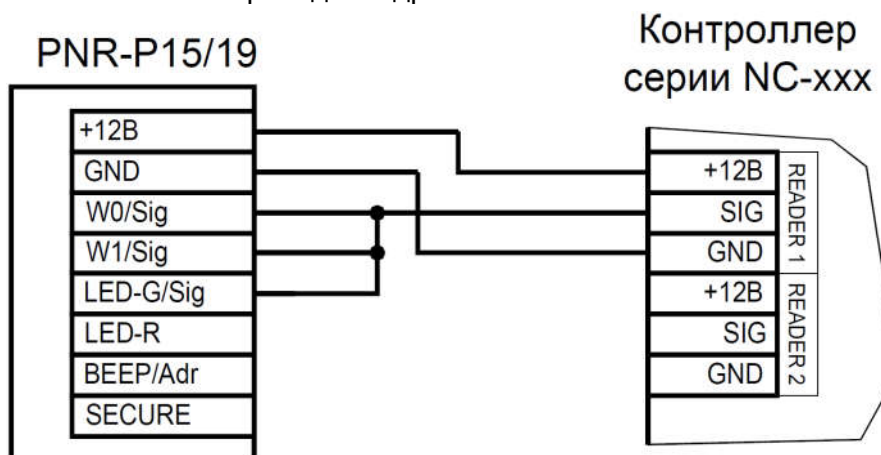 PNR-P15/19
Контроллер
серии NC-xxx
+12В
GND
W0/Sig
W1/Sig
LED-G/Sig
LED-R
BEEP/Adr
SECURE
+12В
SIG
GND
READER 1
+12В
SIG
GND
READER 2